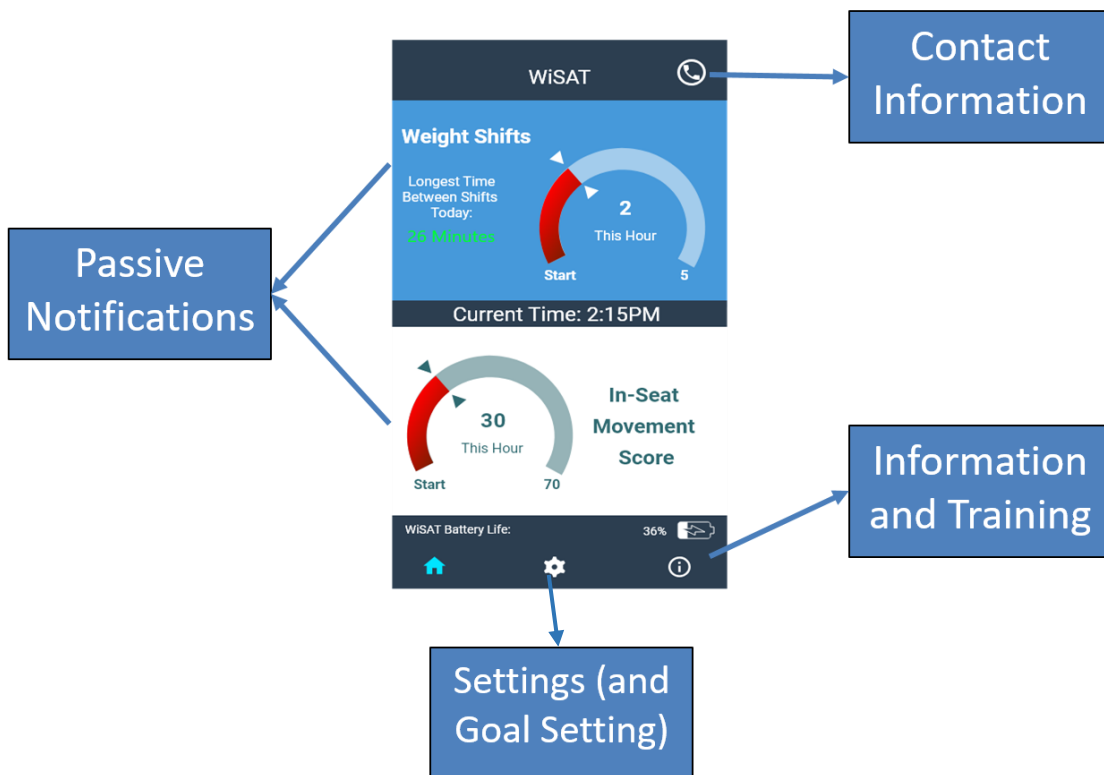 Contact
Information
WiSAT
Weight Shifts
Longest Time
Between Shifts
Today:
26 Minutes
2
This Hour
Start
5
Passive
Notifications
Current Time: 2:15PM
30
This Hour
Start
70
In-Seat
Movement
Score
Information
and Training
WiSAT Battery Life:
36%
Settings (and
Goal Setting)